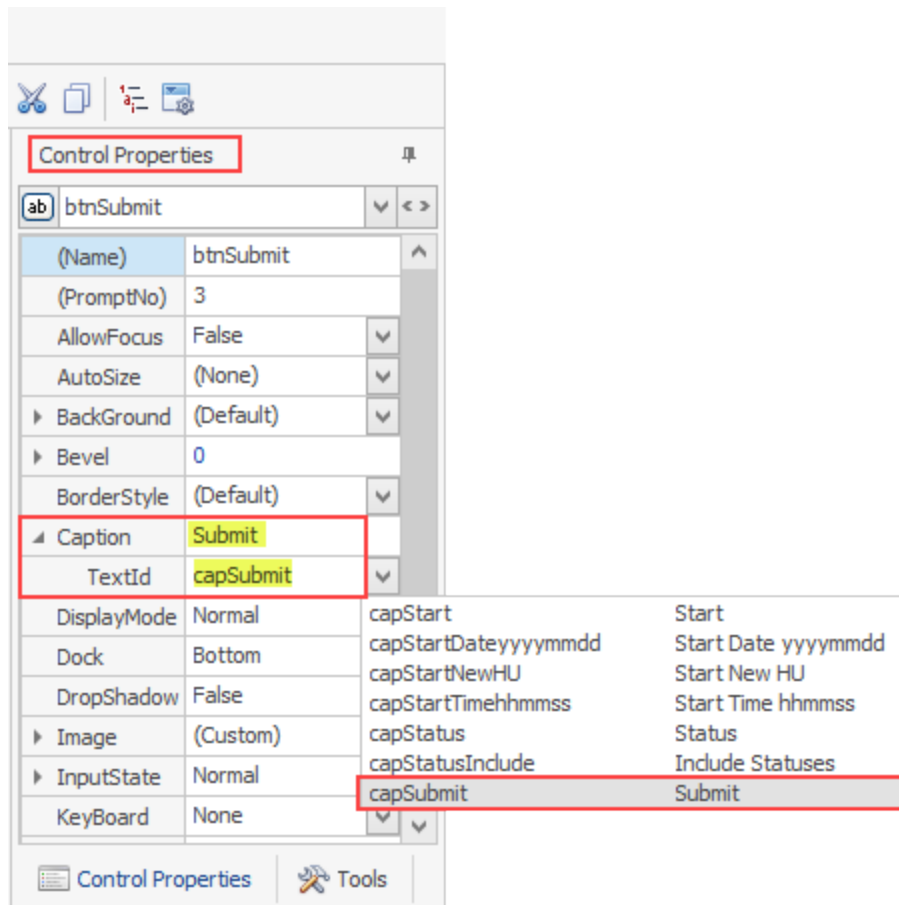 Control Properties
ab btnSubmit < >
(Name) btnSubmit
(PromptNo) 3
AllowFocus False
AutoSize (None)
BackGround (Default)
Bevel 0
BorderStyle (Default)
Caption Submit
TextId capSubmit
DisplayMode Normal
Dock Bottom
DropShadow False
Image (Custom)
InputState Normal
KeyBoard None
capStart Start
capStartDateyyyymmdd Start Date yyyymmdd
capStartNewHU Start New HU
capStartTimehhmmss Start Time hhmmss
capStatus Status
capStatusInclude Include Statuses
capSubmit Submit
Control Properties Tools